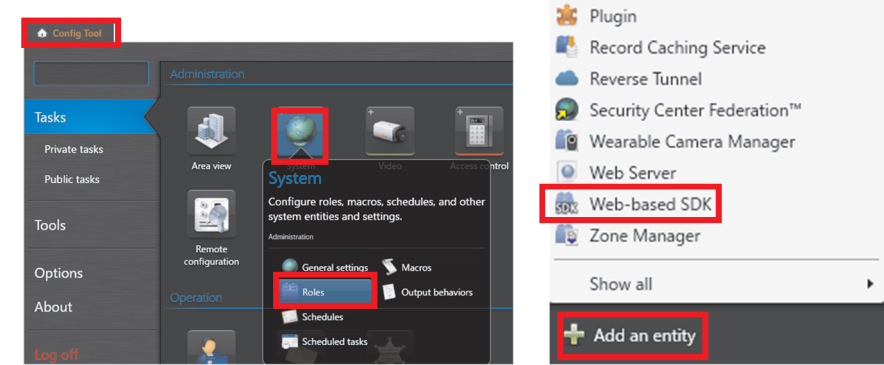 Config Tool
Administration
Tasks
Private tasks
Public tasks
Tools
Options
About
Log off
Area view
System
Video
Access control
Remote
configuration
Operation
System
Configure roles, macros, schedules, and other
system entities and settings.
Administration
General settings
Macros
Roles
Output behaviors
Schedules
Scheduled tasks
Plugin
Record Caching Service
Reverse Tunnel
Security Center Federation™
Wearable Camera Manager
Web Server
SDK
Web-based SDK
Zone Manager
Show all
Add an entity